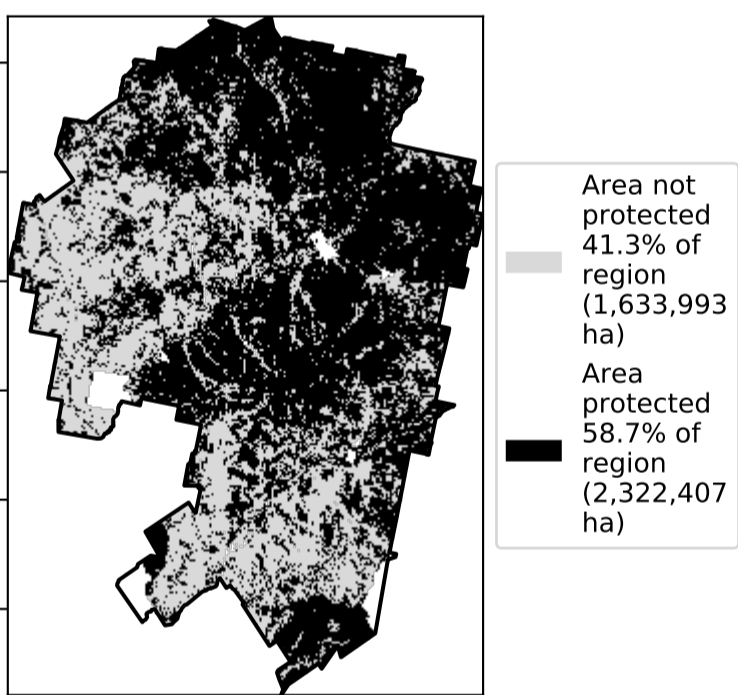 Area not
protected
41.3% of
region
(1,633,993
ha)
Area
protected
58.7% of
region
(2,322,407
ha)